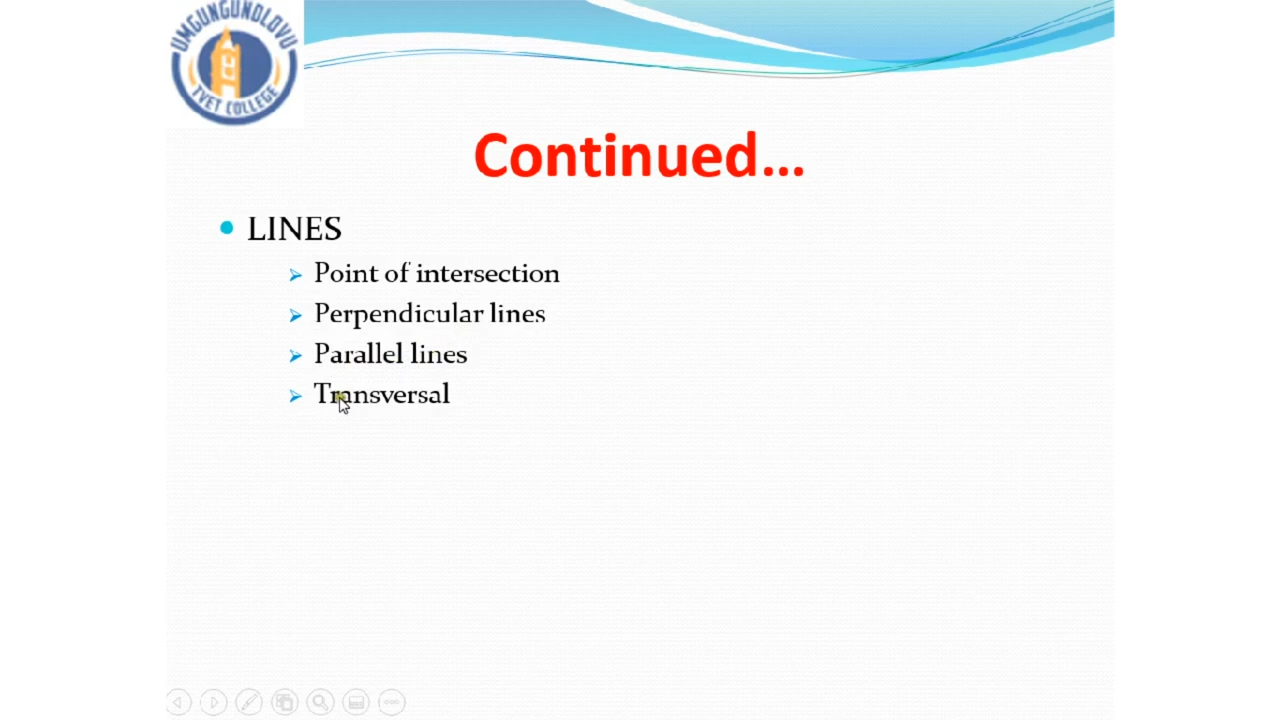 UMGUNGUNDLOVU
TVET COLLEGE
Continued...
LINES
Point of intersection
Perpendicular lines
Parallel lines
Transversal